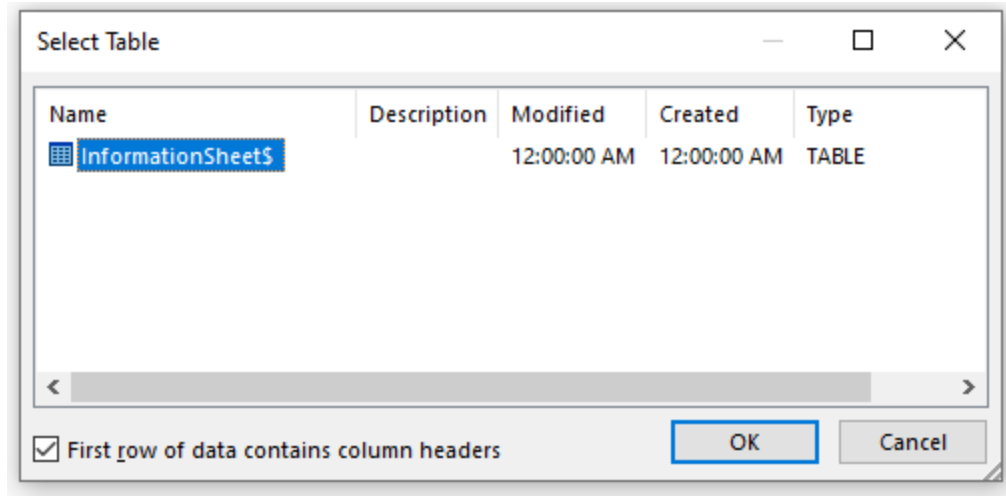 Select Table
Name Description Modified Created Type
InformationSheet$ 12:00:00 AM 12:00:00 AM TABLE
First row of data contains column headers OK Cancel